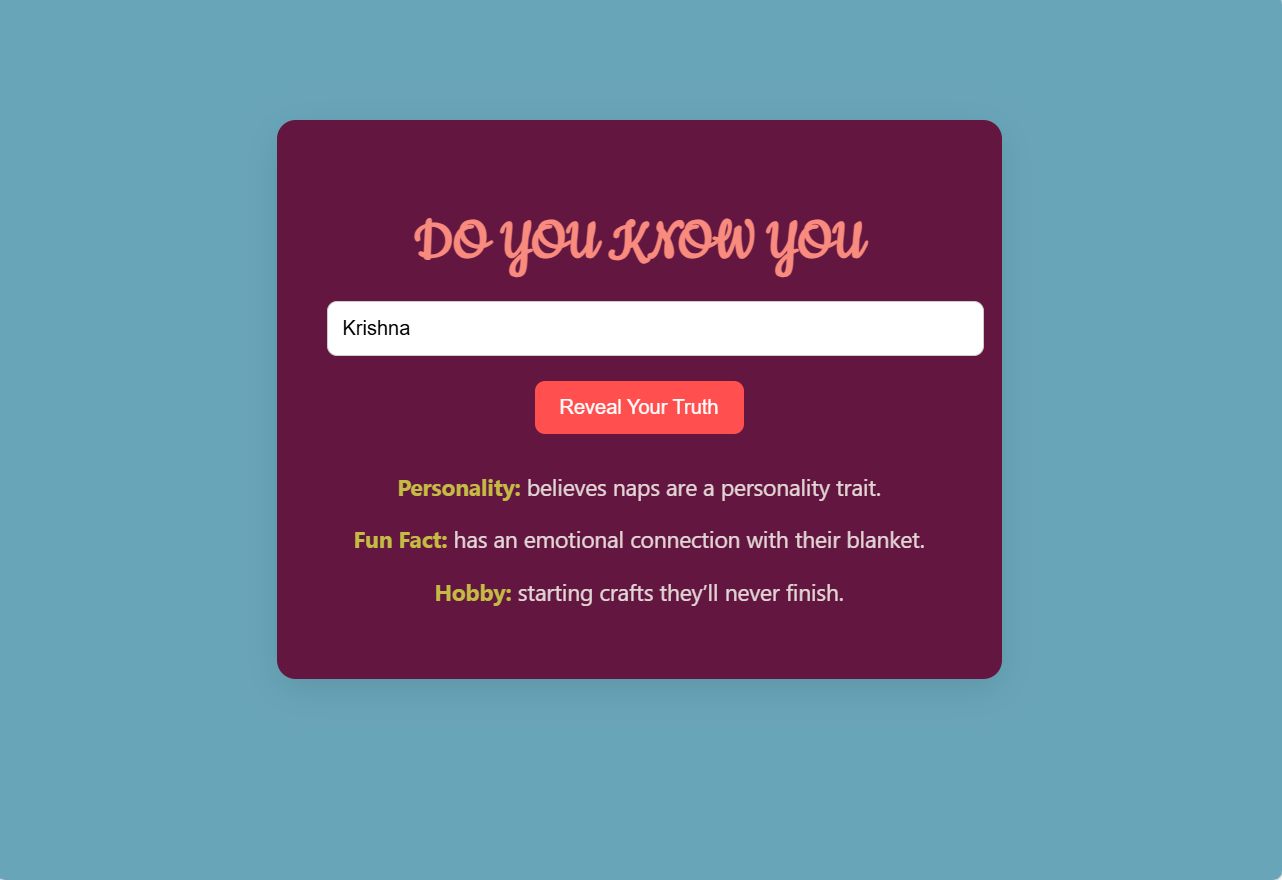 DO YOU KNOW YOU
Krishna
Reveal Your Truth
Personality: believes naps are a personality trait.
Fun Fact: has an emotional connection with their blanket.
Hobby: starting crafts they’ll never finish.